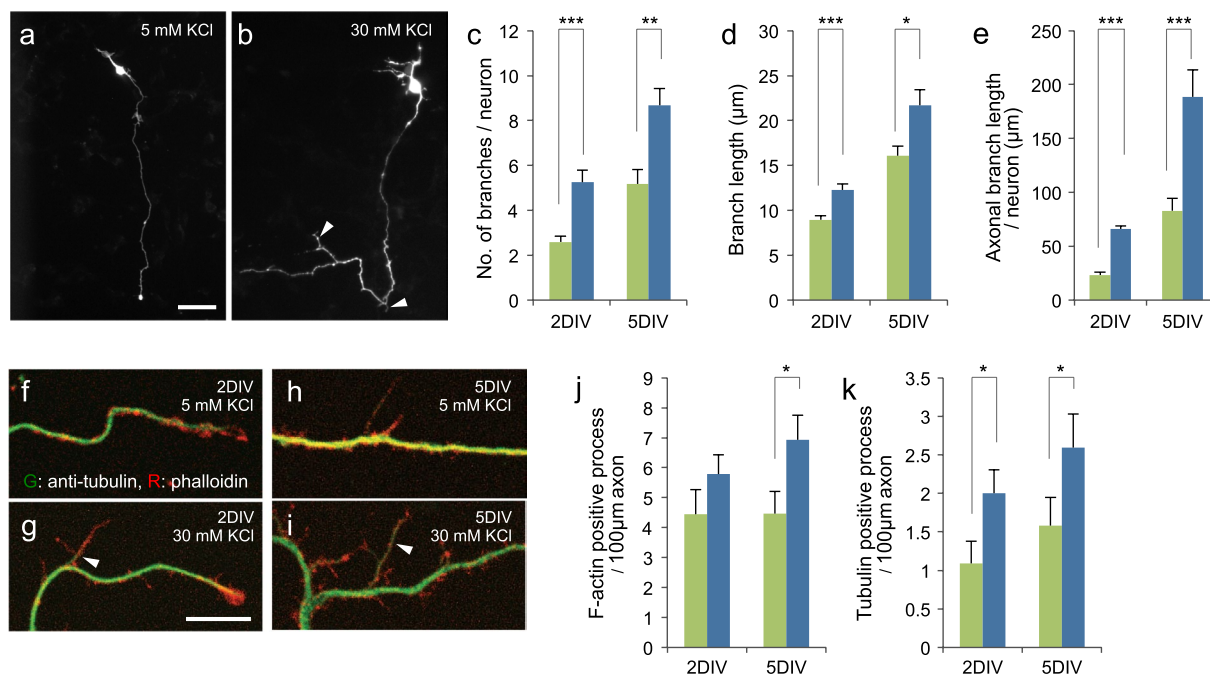 a
5 mM KCl
b
30 mM KCl
c
No. of branches / neuron
12
10
8
6
4
2
0
***
**
2DIV
5DIV
d
Branch length (μm)
30
25
20
15
10
5
0
***
*
2DIV
5DIV
e
Axonal branch length
/ neuron (μm)
250
200
150
100
50
0
***
***
2DIV
5DIV
f
2DIV
5 mM KCl
G: anti-tubulin, R: phalloidin
h
5DIV
5 mM KCl
g
2DIV
30 mM KCl
i
5DIV
30 mM KCl
j
F-actin positive process
/ 100μm axon
9
8
7
6
5
4
3
2
1
0
*
2DIV
5DIV
k
Tubulin positive process
/ 100μm axon
3.5
3
2.5
2
1.5
1
0.5
0
*
*
2DIV
5DIV